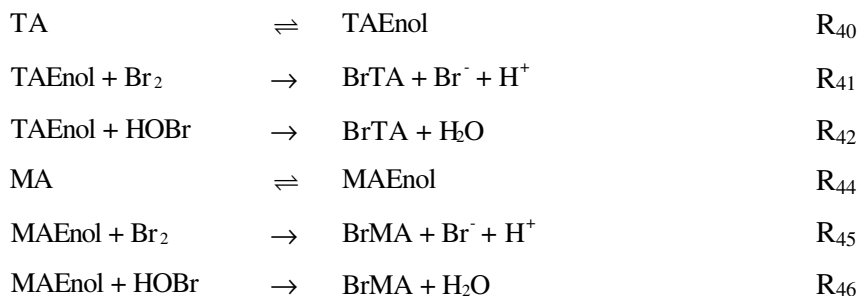 TA ⇌ TAEnol R₄₀
TAEnol + Br₂ → BrTA + Br⁻ + H⁺ R₄₁
TAEnol + HOBr → BrTA + H₂O R₄₂
MA ⇌ MAEnol R₄₄
MAEnol + Br₂ → BrMA + Br⁻ + H⁺ R₄₅
MAEnol + HOBr → BrMA + H₂O R₄₆